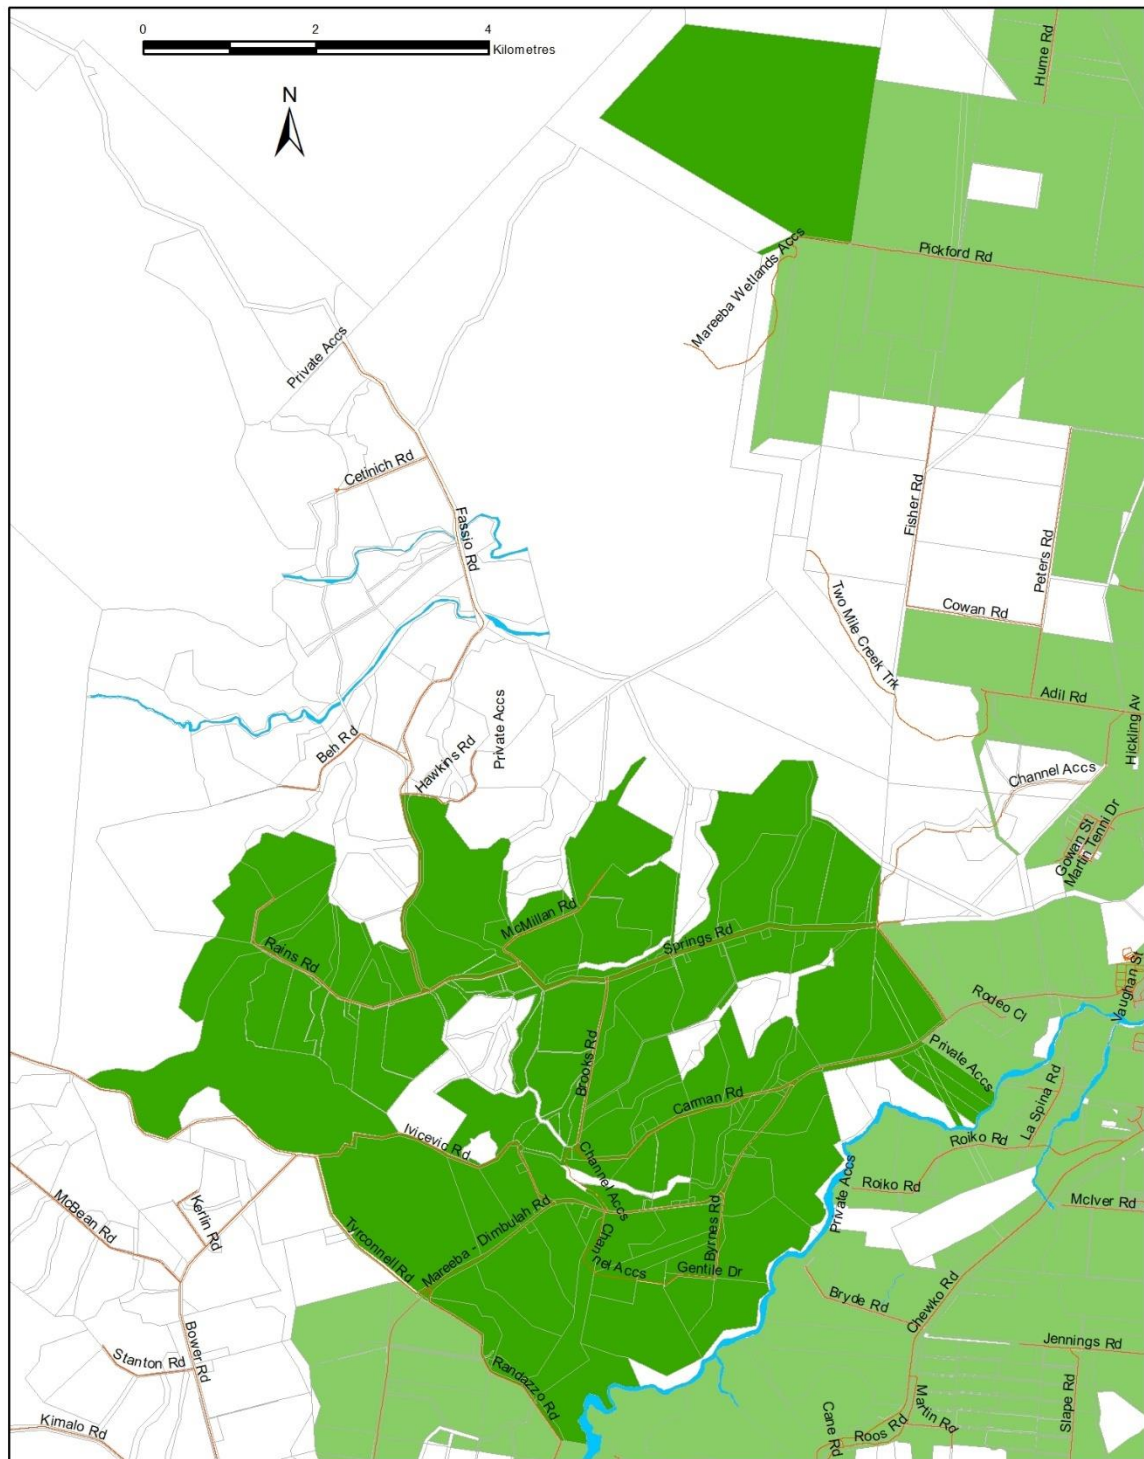 0 2 4
Kilometres
N
Hume Rd
Pickford Rd
Mareeba Wetlands Accs
Private Accs
Cetinich Rd
Fassio Rd
Fisher Rd
Peters Rd
Cowan Rd
Two Mile Creek Trk
Adil Rd
Hickling Av
Private Accs
Beh Rd
Hawkins Rd
Channel Accs
Gowan St
Martin Tenni Dr
McMillan Rd
Springs Rd
Rains Rd
Rodeo Cl
Vaughan St
Brooks Rd
Private Accs
La Spina Rd
Carman Rd
Ivicevic Rd
Roiko Rd
Channel Accs
Private Accs
Roiko Rd
McIver Rd
McBean Rd
Kerlin Rd
Tyrconnell Rd
Mareeba - Dimbulah Rd
Channel Accs
Byrnes Rd
Gentile Dr
Bryde Rd
Chewko Rd
Jennings Rd
Stanton Rd
Bower Rd
Randazzo Rd
Slape Rd
Martin Rd
Cane Rd
Roos Rd
Kimalo Rd